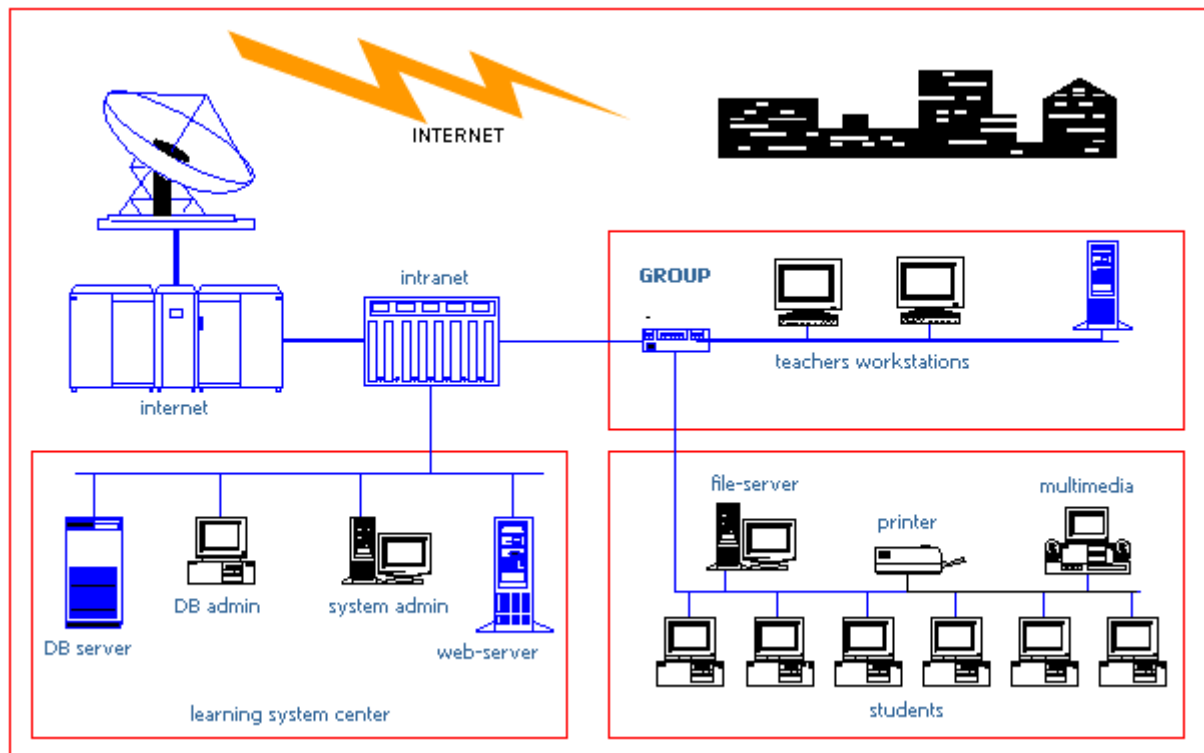 INTERNET
intranet
internet
GROUP
teachers workstations
file-server
printer
multimedia
DB server
DB admin
system admin
web-server
learning system center
students